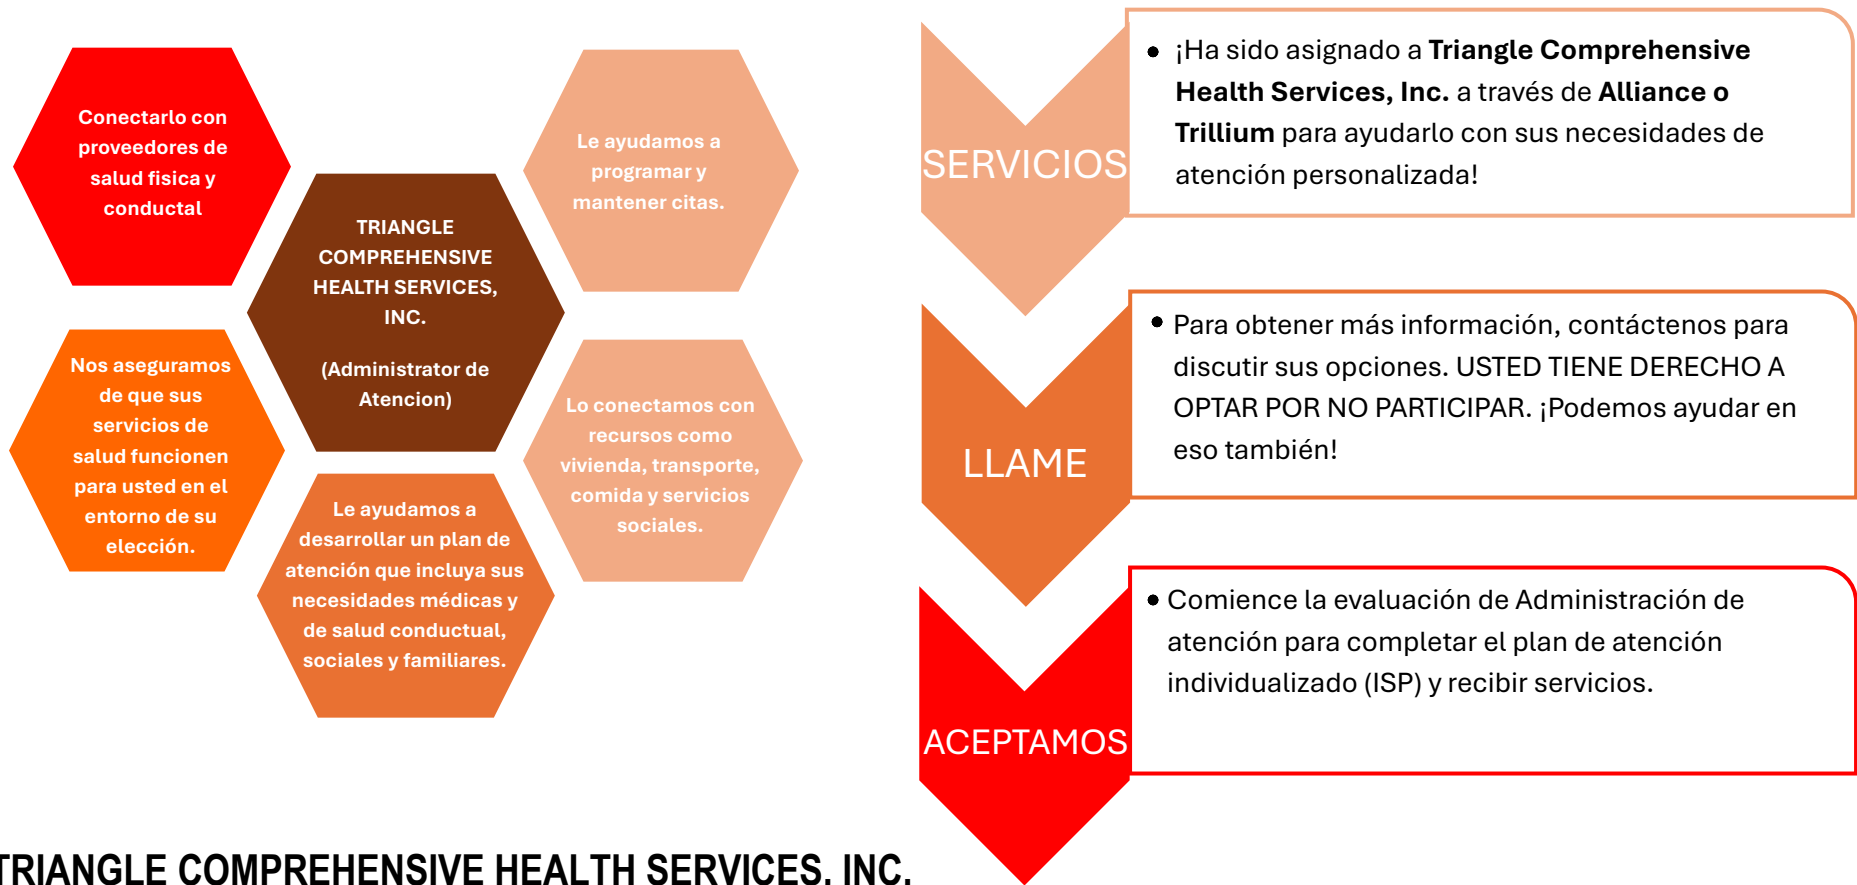 Conectarlo con
proveedores de
salud fisica y
conductal
TRIANGLE
COMPREHENSIVE
HEALTH SERVICES,
INC.
(Administrator de
Atencion)
Le ayudamos a
programar y
mantener citas.
Nos aseguramos
de que sus
servicios de
salud funcionen
para usted en el
entorno de su
elección.
Le ayudamos a
desarrollar un plan de
atención que incluya sus
necesidades médicas y
de salud conductual,
sociales y familiares.
Lo conectamos con
recursos como
vivienda, transporte,
comida y servicios
sociales.
SERVICIOS
• ¡Ha sido asignado a Triangle Comprehensive
Health Services, Inc. a través de Alliance o
Trillium para ayudarlo con sus necesidades de
atención personalizada!
LLAME
• Para obtener más información, contáctenos para
discutir sus opciones. USTED TIENE DERECHO A
OPTAR POR NO PARTICIPAR. ¡Podemos ayudar en
eso también!
ACEPTAMOS
• Comience la evaluación de Administración de
atención para completar el plan de atención
individualizado (ISP) y recibir servicios.
TRIANGLE COMPREHENSIVE HEALTH SERVICES, INC.